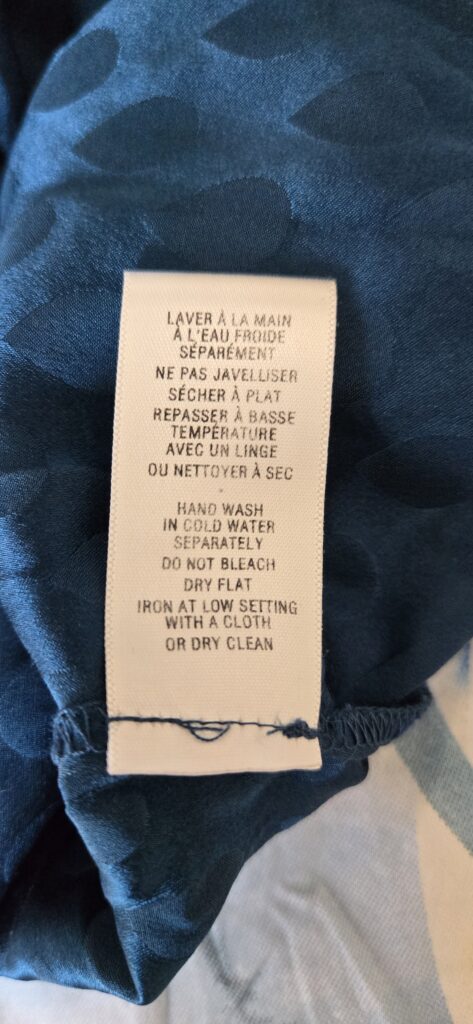 LAVER À LA MAIN
À L'EAU FROIDE
SÉPARÉMENT
NE PAS JAVELLISER
SÉCHER À PLAT
REPASSER À BASSE
TEMPÉRATURE
AVEC UN LINGE
OU NETTOYER À SEC
HAND WASH
IN COLD WATER
SEPARATELY
DO NOT BLEACH
DRY FLAT
IRON AT LOW SETTING
WITH A CLOTH
OR DRY CLEAN